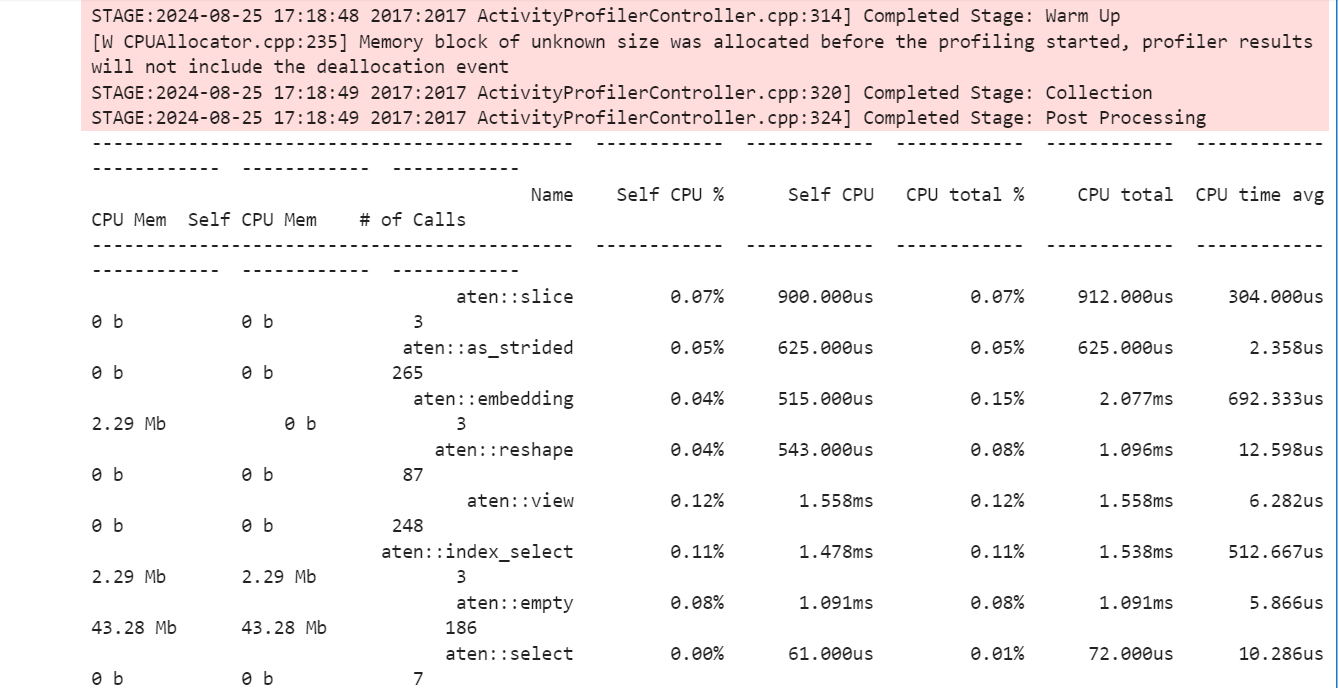 STAGE:2024-08-25 17:18:48 2017:2017 ActivityProfilerController.cpp:314] Completed Stage: Warm Up
[W CPUAllocator.cpp:235] Memory block of unknown size was allocated before the profiling started, profiler results
will not include the deallocation event
STAGE:2024-08-25 17:18:49 2017:2017 ActivityProfilerController.cpp:320] Completed Stage: Collection
STAGE:2024-08-25 17:18:49 2017:2017 ActivityProfilerController.cpp:324] Completed Stage: Post Processing
---------------------------------------------  ------------  ------------  ------------  ------------  ------------
------------  ------------  ------------
Name    Self CPU %      Self CPU   CPU total %     CPU total  CPU time avg
CPU Mem  Self CPU Mem    # of Calls
---------------------------------------------  ------------  ------------  ------------  ------------  ------------
------------  ------------  ------------
aten::slice         0.07%     900.000us         0.07%     912.000us     304.000us
0 b           0 b             3
aten::as_strided         0.05%     625.000us         0.05%     625.000us       2.358us
0 b           0 b           265
aten::embedding         0.04%     515.000us         0.15%       2.077ms     692.333us
2.29 Mb           0 b             3
aten::reshape         0.04%     543.000us         0.08%       1.096ms      12.598us
0 b           0 b            87
aten::view         0.12%       1.558ms         0.12%       1.558ms       6.282us
0 b           0 b           248
aten::index_select         0.11%       1.478ms         0.11%       1.538ms     512.667us
2.29 Mb       2.29 Mb             3
aten::empty         0.08%       1.091ms         0.08%       1.091ms       5.866us
43.28 Mb      43.28 Mb           186
aten::select         0.00%      61.000us         0.01%      72.000us      10.286us
0 b           0 b             7